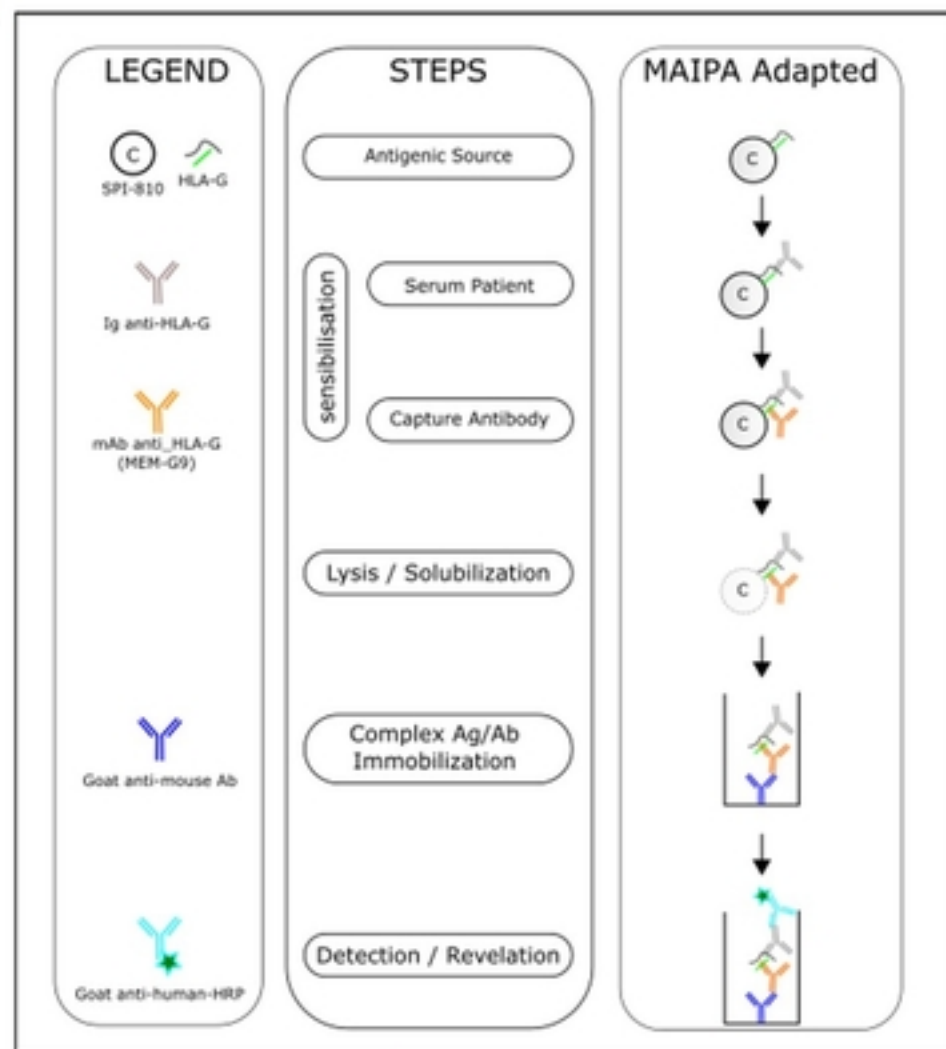 LEGEND
C
SPI-810
HLA-G
Ig anti-HLA-G
mAb anti_HLA-G
(MEM-G9)
Goat anti-mouse Ab
Goat anti-human-HRP
STEPS
Antigenic Source
sensibilisation
Serum Patient
Capture Antibody
Lysis / Solubilization
Complex Ag/Ab
Immobilization
Detection / Revelation
MAIPA Adapted
C
C
C
C